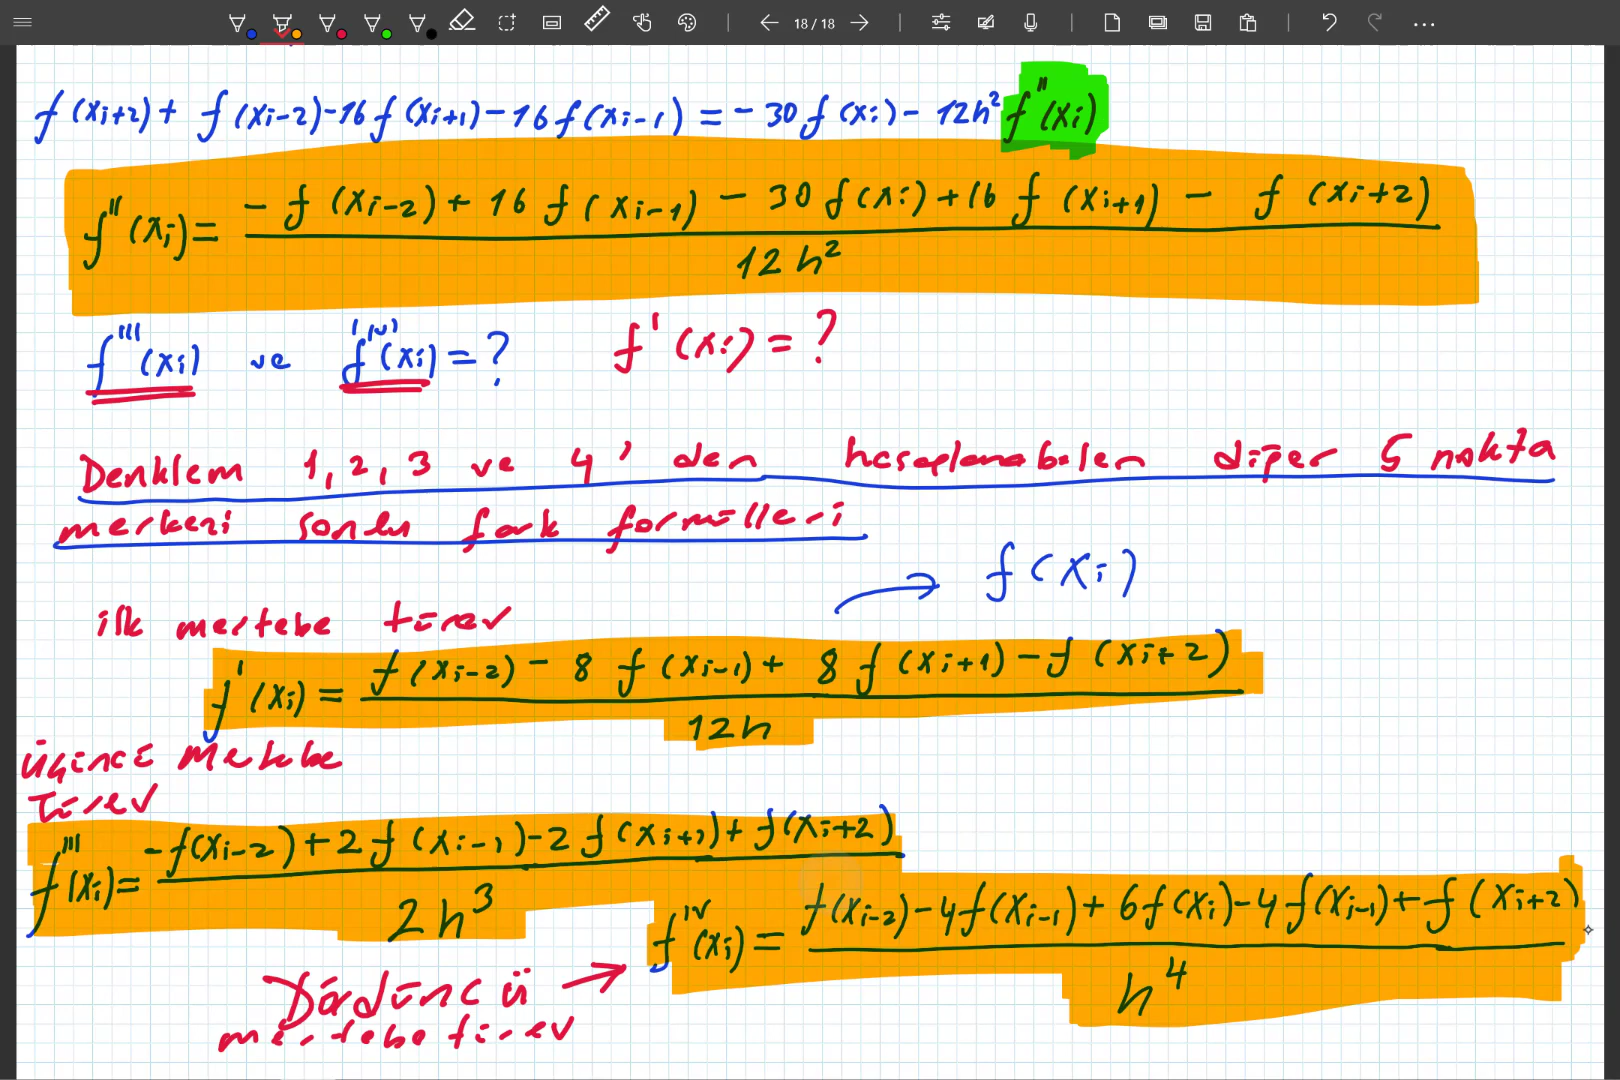 18 / 18
f(xi+2) + f(xi-2) - 16f(xi+1) - 16f(xi-1) = - 30f(xi) - 12h² f''(xi)
f''(xi) = (- f(xi-2) + 16f(xi-1) - 30f(xi) + 16f(xi+1) - f(xi+2)) / 12h²
f'''(xi) ve f'ıv'(xi) = ? f'(xi) = ?
Denklem 1, 2, 3 ve 4' den hesaplanabilen diğer 5 nokta
merkezi sonlu fark formülleri
→ f(xi)
ilk mertebe türev
f'(xi) = (f(xi-2) - 8f(xi-1) + 8f(xi+1) - f(xi+2)) / 12h
üçüncü Mertebe
Türev
f'''(xi) = (-f(xi-2) + 2f(xi-1) - 2f(xi+1) + f(xi+2)) / 2h³
f ıv(xi) = (f(xi-2) - 4f(xi-1) + 6f(xi) - 4f(xi-1) + f(xi+2)) / h⁴
Dördüncü →
mertebe türev